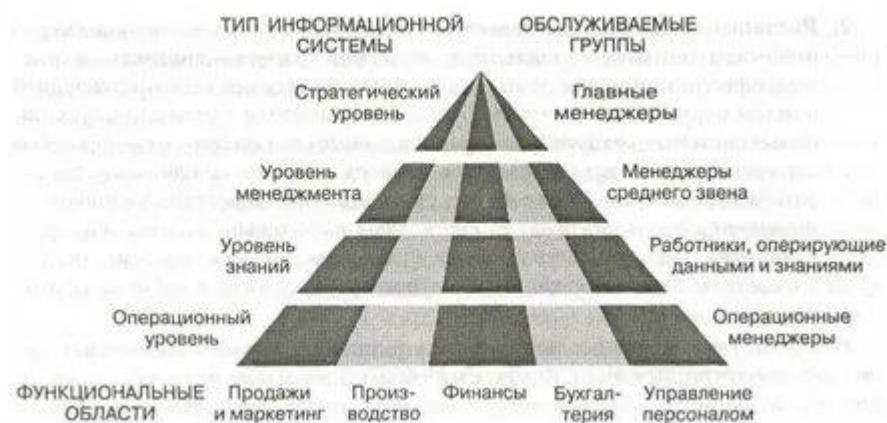 ТИП ИНФОРМАЦИОННОЙ
СИСТЕМЫ
ОБСЛУЖИВАЕМЫЕ
ГРУППЫ
Стратегический
уровень
Главные
менеджеры
Уровень
менеджмента
Менеджеры
среднего звена
Уровень
знаний
Работники, оперирующие
данными и знаниями
Операционный
уровень
Операционные
менеджеры
ФУНКЦИОНАЛЬНЫЕ
ОБЛАСТИ
Продажи
и маркетинг
Произ-
водство
Финансы
Бухгал-
терия
Управление
персоналом